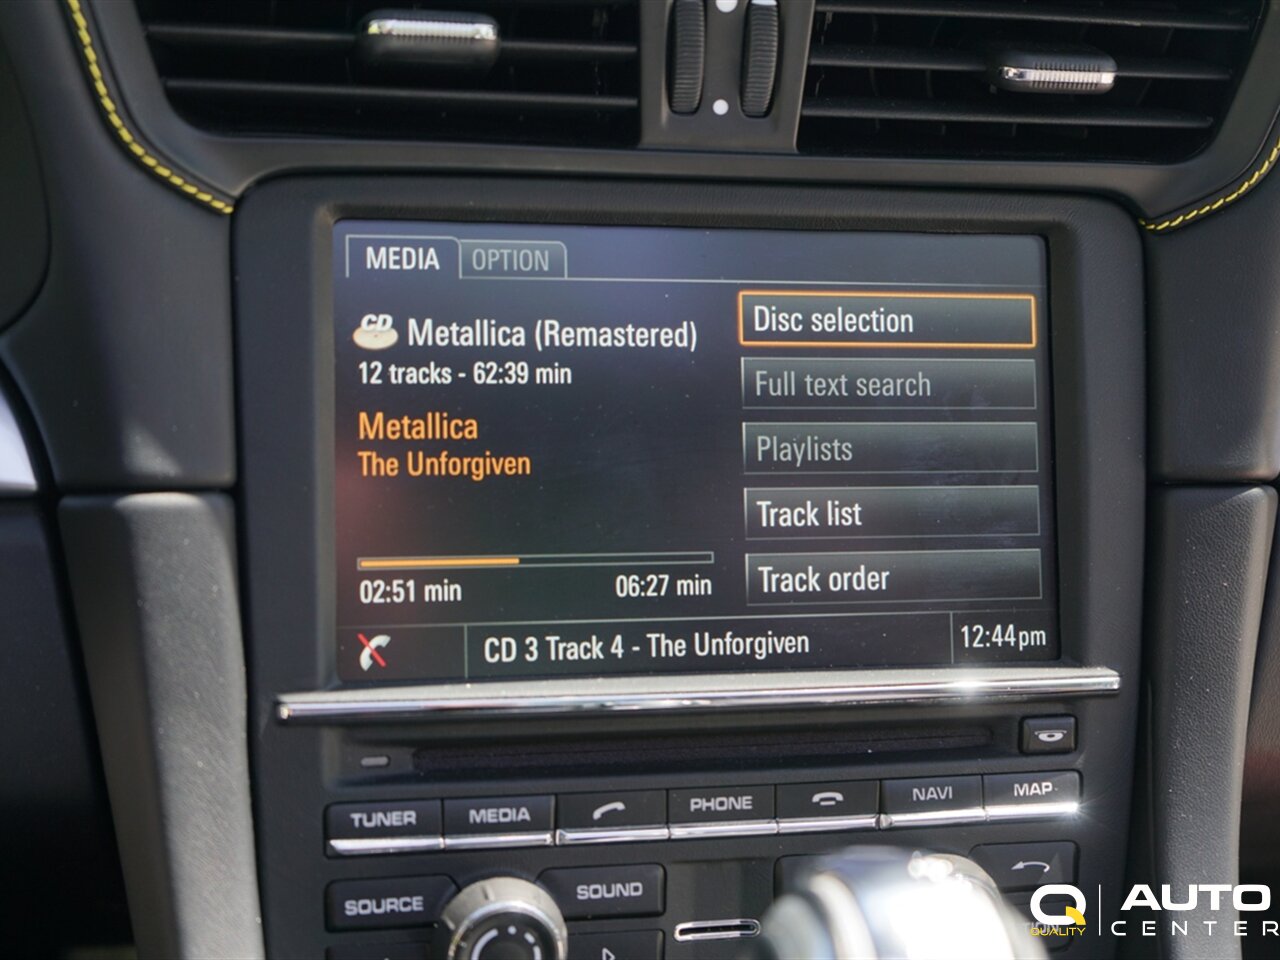 MEDIA OPTION
CD Metallica (Remastered)
12 tracks - 62:39 min
Metallica
The Unforgiven
02:51 min 06:27 min
Disc selection
Full text search
Playlists
Track list
Track order
CD 3 Track 4 - The Unforgiven 12:44pm
TUNER MEDIA PHONE NAVI MAP
SOURCE SOUND
QUALITY
AUTO
CENTER